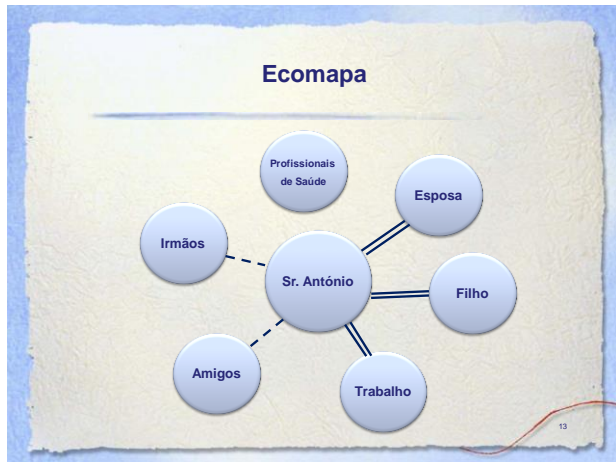 Ecomapa
Profissionais
de Saúde
Esposa
Irmãos
Sr. António
Filho
Amigos
Trabalho
13